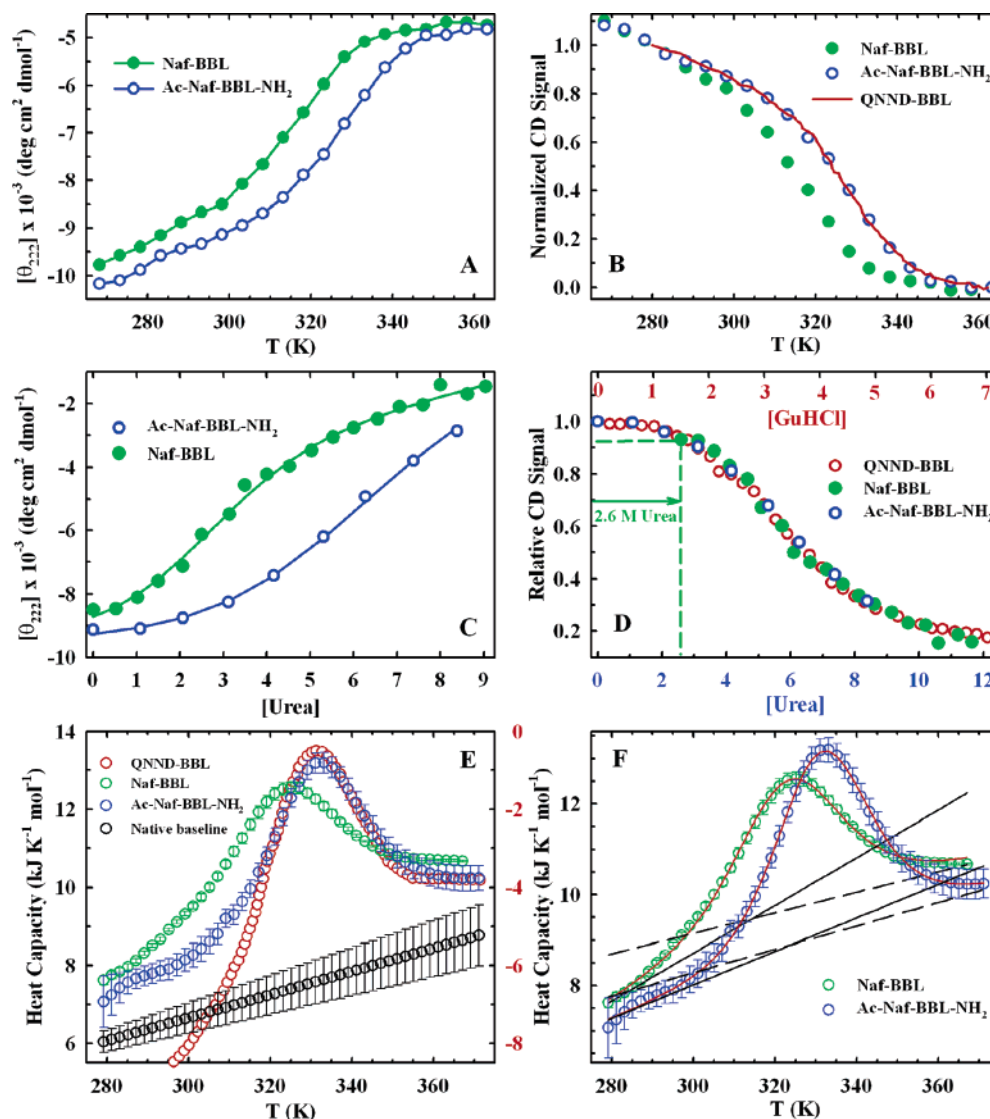 -5
-6
-7
-8
-9
-10
[θ222] x 10-3 (deg cm2 dmol-1)
Naf-BBL
Ac-Naf-BBL-NH2
A
280 300 320 340 360
T (K)
1.0
0.8
0.6
0.4
0.2
0.0
Normalized CD Signal
Naf-BBL
Ac-Naf-BBL-NH2
QNND-BBL
B
280 300 320 340 360
T (K)
-2
-4
-6
-8
-10
[θ222] x 10-3 (deg cm2 dmol-1)
Ac-Naf-BBL-NH2
Naf-BBL
C
0 1 2 3 4 5 6 7 8 9
[Urea]
0 1 2 3 4 5 6 7
[GuHCl]
1.0
0.8
0.6
0.4
0.2
Relative CD Signal
QNND-BBL
Naf-BBL
Ac-Naf-BBL-NH2
2.6 M Urea
D
0 2 4 6 8 10 12
[Urea]
14
12
10
8
6
Heat Capacity (kJ K-1 mol-1)
QNND-BBL
Naf-BBL
Ac-Naf-BBL-NH2
Native baseline
E
0
-2
-4
-6
-8
280 300 320 340 360
T (K)
12
10
8
Heat Capacity (kJ K-1 mol-1)
F
Naf-BBL
Ac-Naf-BBL-NH2
280 300 320 340 360
T (K)